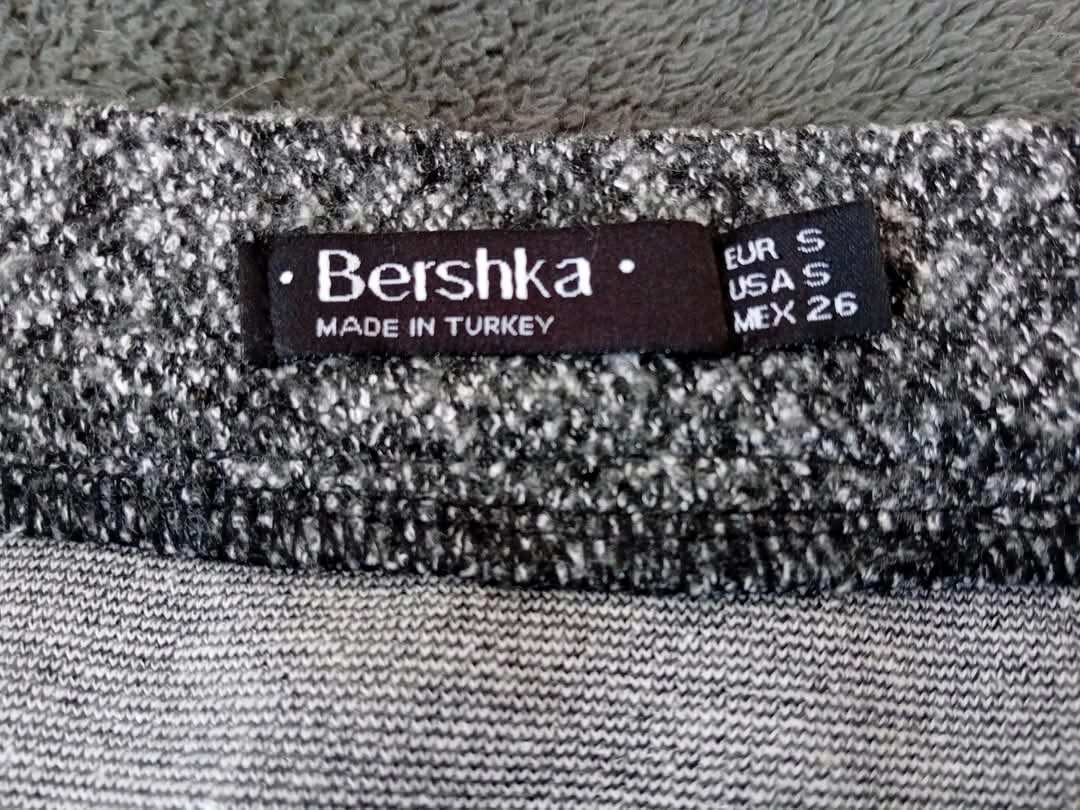 • Bershka •
MADE IN TURKEY
EUR S
USA S
MEX 26